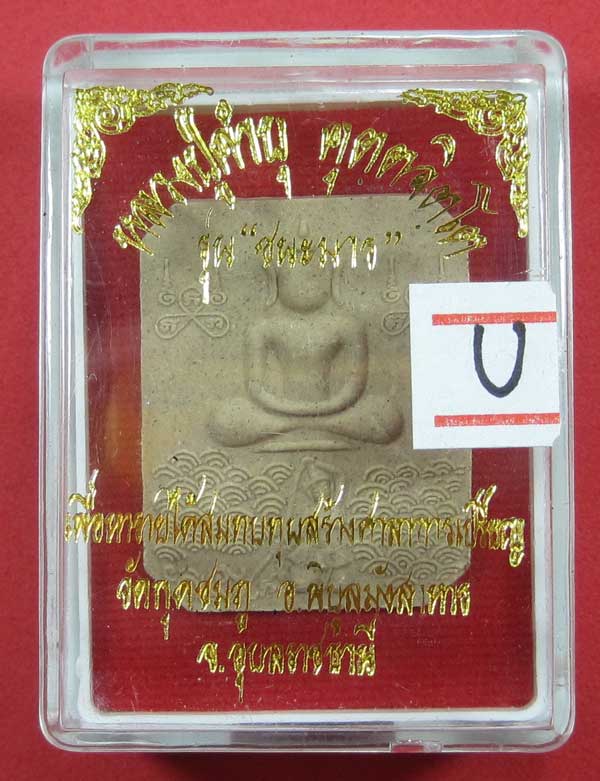 หลวงปู่คำบุ คุตฺตจิตฺโต
รุ่น "ชนะมาร"
บ
เพื่อหารายได้สมทบทุนสร้างศาลาการเปรียญ
วัดกุดชมภู อ.พิบูลมังสาหาร
จ.อุบลราชธานี